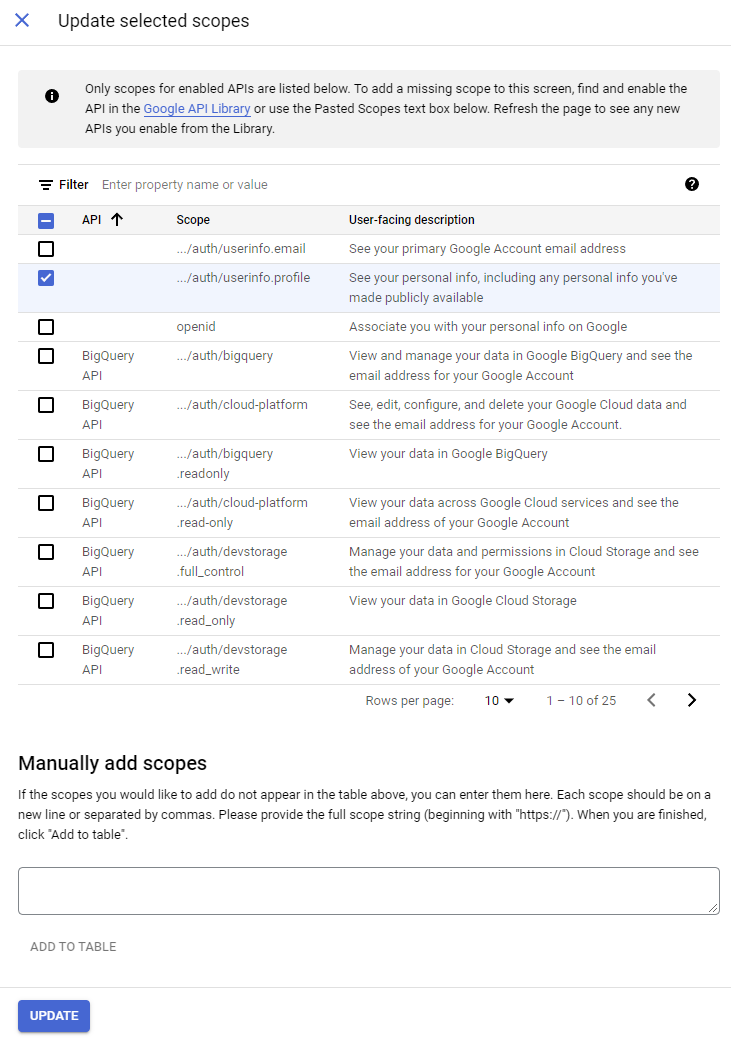 Update selected scopes
Only scopes for enabled APIs are listed below. To add a missing scope to this screen, find and enable the
API in the Google API Library or use the Pasted Scopes text box below. Refresh the page to see any new
APIs you enable from the Library.
Filter Enter property name or value
API Scope User-facing description
.../auth/userinfo.email See your primary Google Account email address
.../auth/userinfo.profile See your personal info, including any personal info you've
made publicly available
openid Associate you with your personal info on Google
BigQuery .../auth/bigquery View and manage your data in Google BigQuery and see the
API email address for your Google Account
BigQuery .../auth/cloud-platform See, edit, configure, and delete your Google Cloud data and
API see the email address for your Google Account.
BigQuery .../auth/bigquery View your data in Google BigQuery
API .readonly
BigQuery .../auth/cloud-platform View your data across Google Cloud services and see the
API .read-only email address of your Google Account
BigQuery .../auth/devstorage Manage your data and permissions in Cloud Storage and see
API .full_control the email address for your Google Account
BigQuery .../auth/devstorage View your data in Google Cloud Storage
API .read_only
BigQuery .../auth/devstorage Manage your data in Cloud Storage and see the email
API .read_write address of your Google Account
Rows per page: 10 1 – 10 of 25
Manually add scopes
If the scopes you would like to add do not appear in the table above, you can enter them here. Each scope should be on a
new line or separated by commas. Please provide the full scope string (beginning with "https://"). When you are finished,
click "Add to table".
ADD TO TABLE
UPDATE